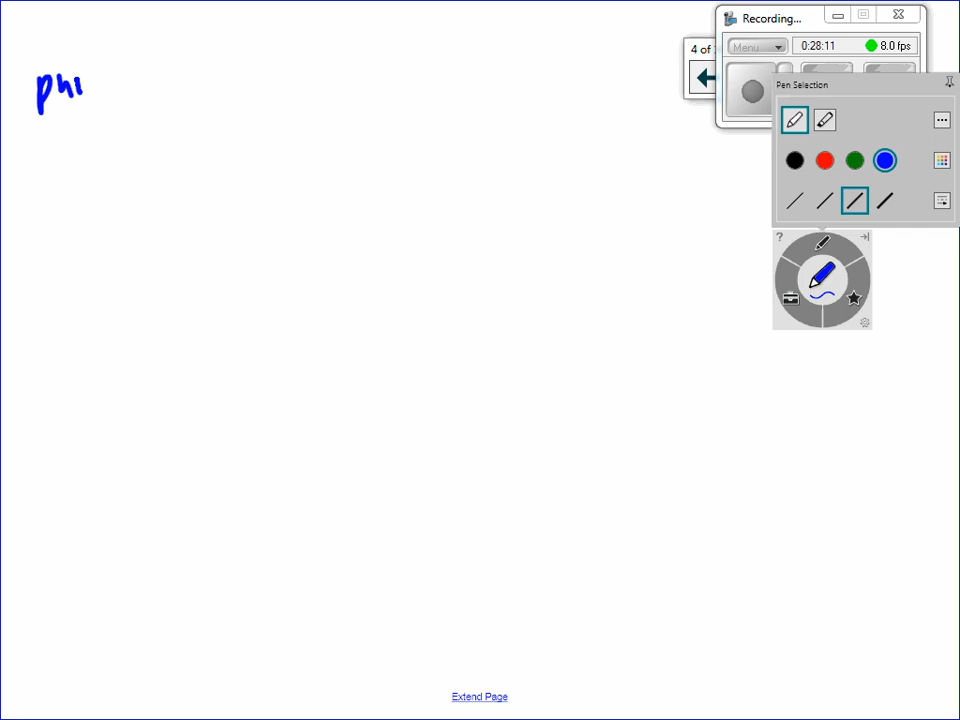 phi
Recording...
4 of
Menu
0:28:11
8.0 fps
Pen Selection
...
?
Extend Page